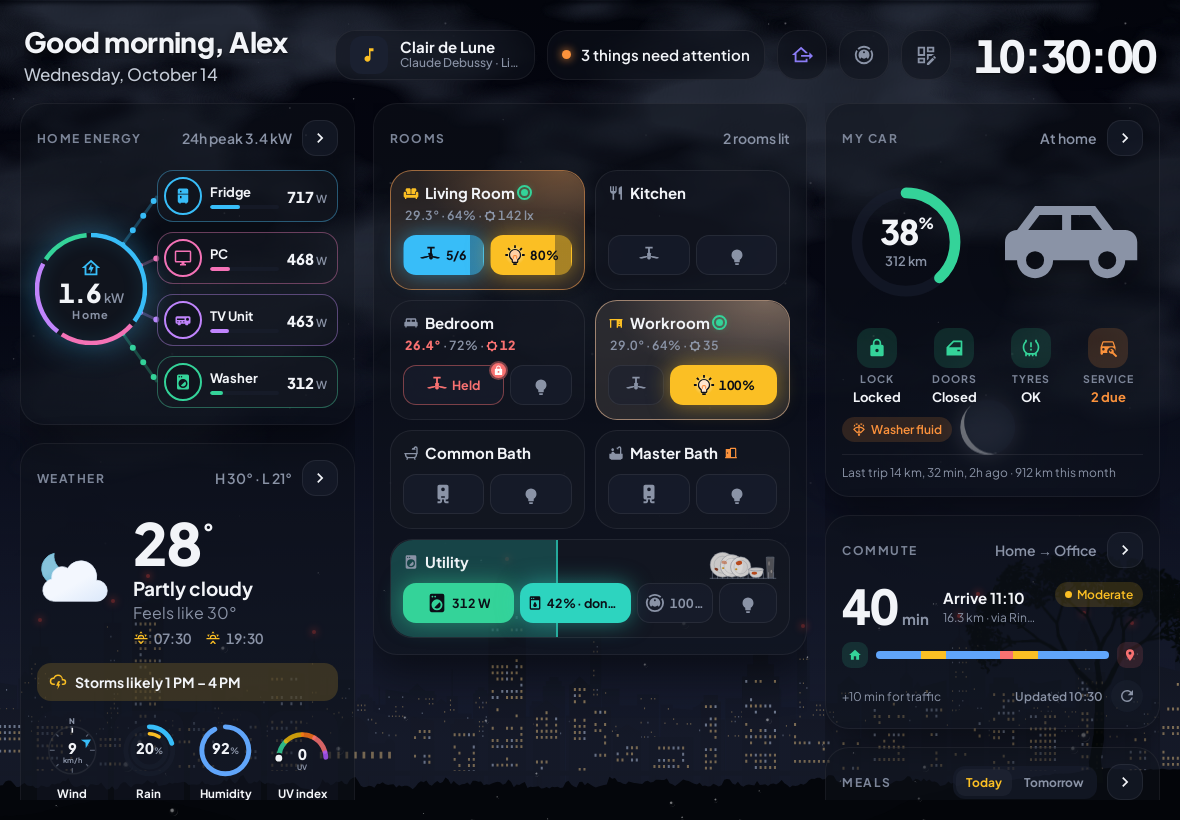 Good morning, Alex
Wednesday, October 14
Clair de Lune
Claude Debussy · Li...
3 things need attention
10:30:00
HOME ENERGY
24h peak 3.4 kW
Fridge
717 W
PC
468 W
TV Unit
463 W
Washer
312 W
1.6 kW
Home
WEATHER
H 30° · L 21°
28°
Partly cloudy
Feels like 30°
07:30
19:30
Storms likely 1 PM – 4 PM
N
9
km/h
Wind
20%
Rain
92%
Humidity
0
UV
UV index
ROOMS
2 rooms lit
Living Room
29.3° · 64% · 142 lx
5/6
80%
Kitchen
Bedroom
26.4° · 72% · 12
Held
Workroom
29.0° · 64% · 35
100%
Common Bath
Master Bath
Utility
312 W
42% · don...
100...
MY CAR
At home
38%
312 km
LOCK
Locked
DOORS
Closed
TYRES
OK
SERVICE
2 due
Washer fluid
Last trip 14 km, 32 min, 2h ago · 912 km this month
COMMUTE
Home → Office
40 min
Arrive 11:10
16.3 km · via Rin...
Moderate
+10 min for traffic
Updated 10:30
MEALS
Today
Tomorrow